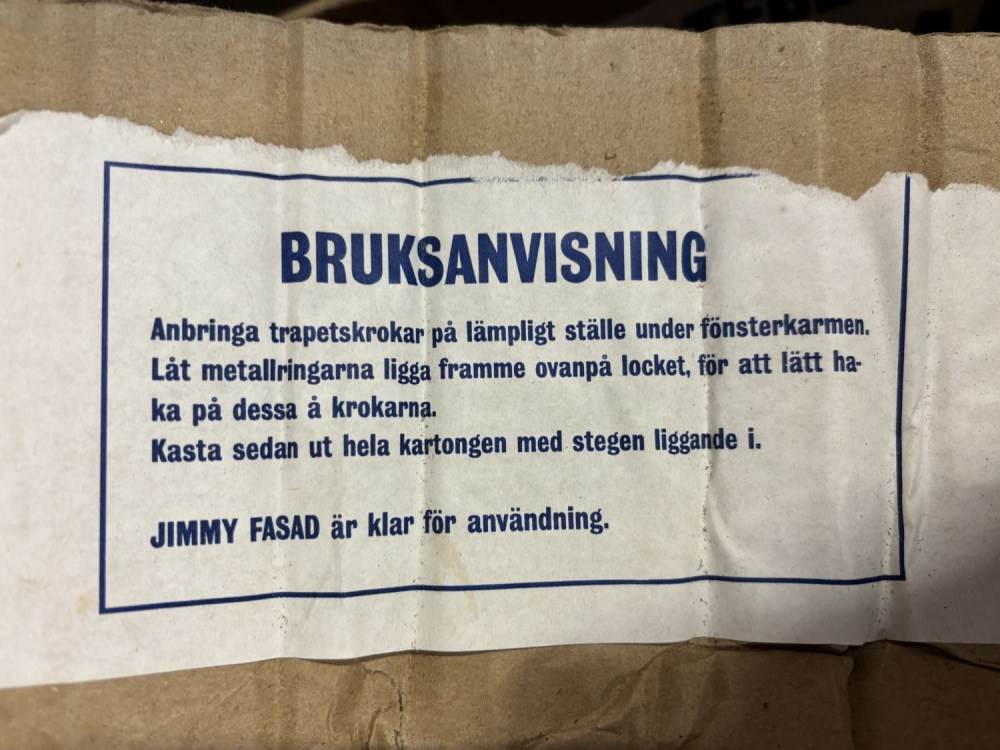 BRUKSANVISNING
Anbringa trapetskrokar på lämpligt ställe under fönsterkarmen.
Låt metallringarna ligga framme ovanpå locket, för att lätt ha-
ka på dessa å krokarna.
Kasta sedan ut hela kartongen med stegen liggande i.
JIMMY FASAD är klar för användning.